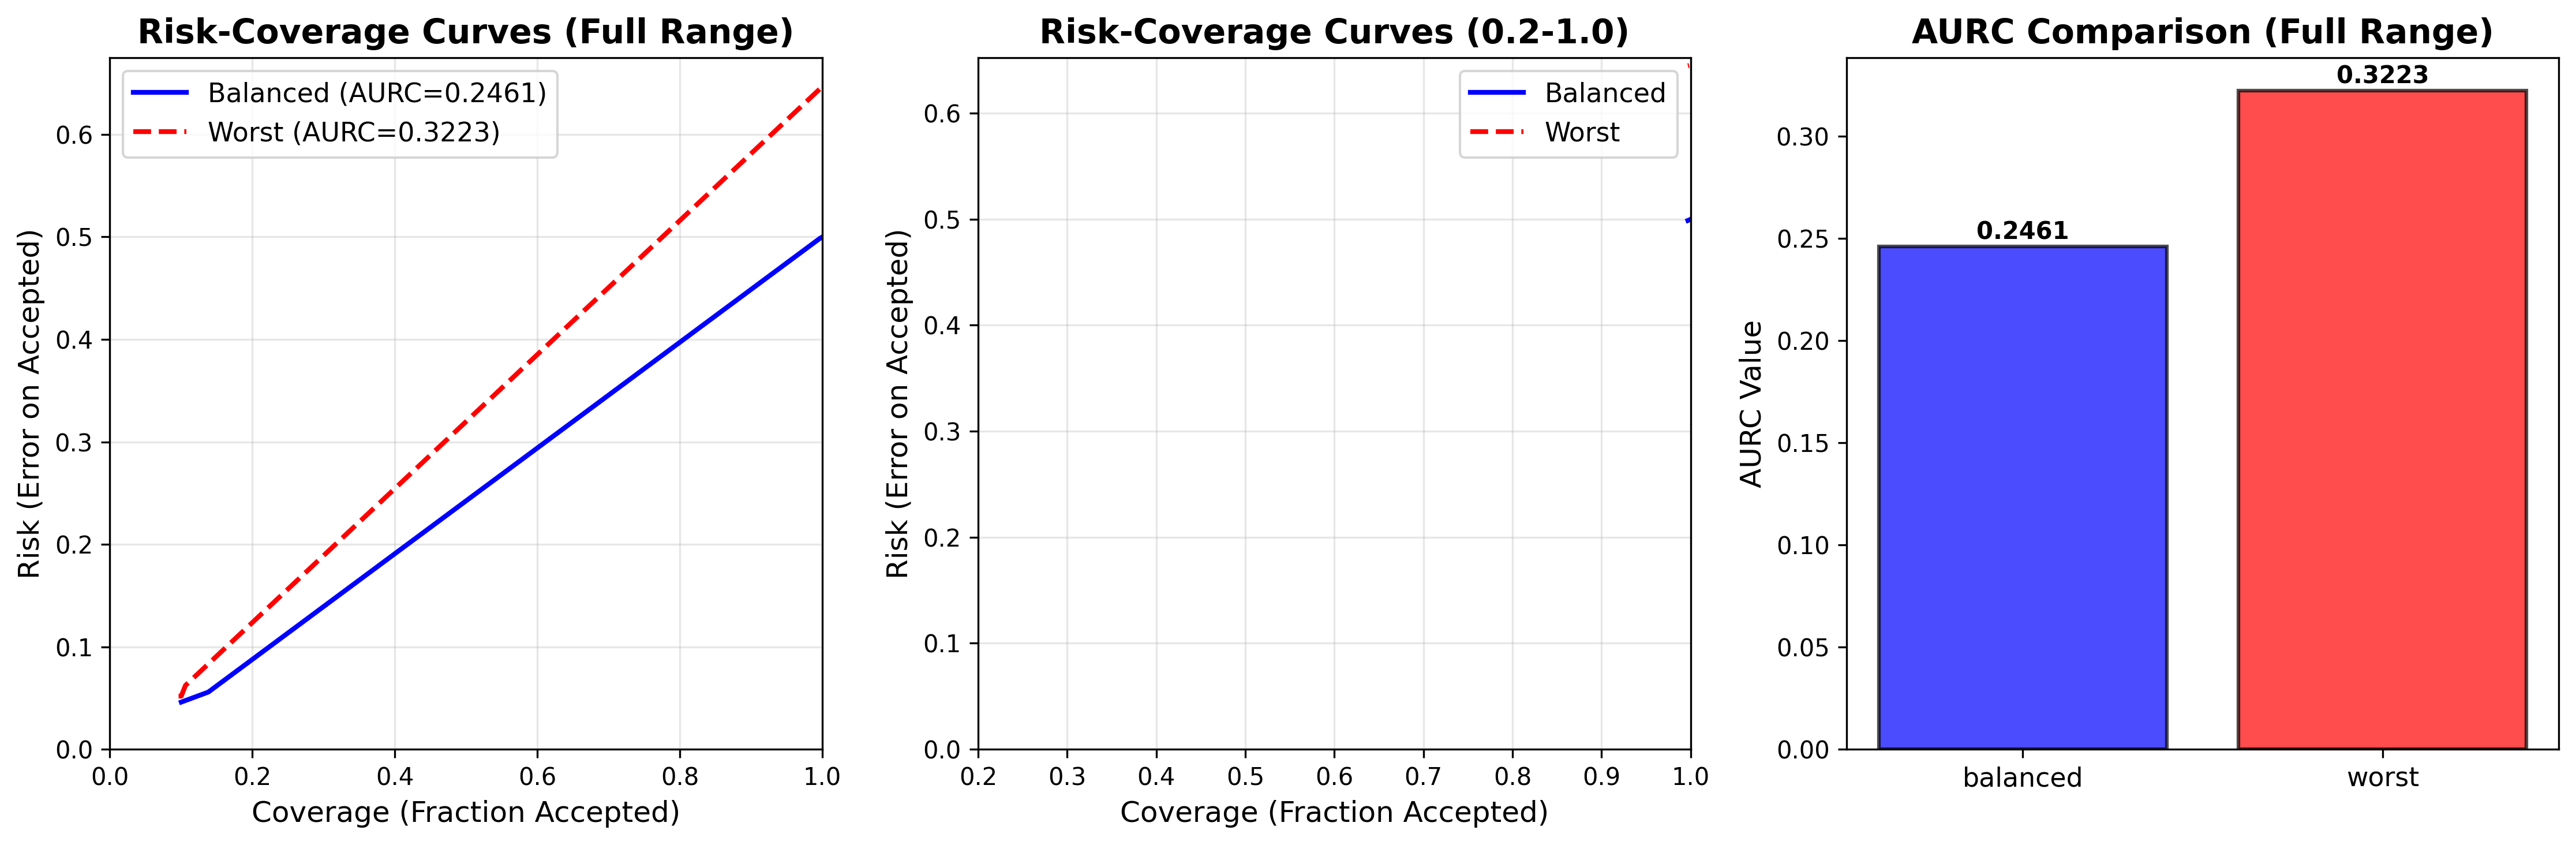 Risk-Coverage Curves (Full Range)
Balanced (AURC=0.2461)
Worst (AURC=0.3223)
Risk (Error on Accepted)
0.6
0.5
0.4
0.3
0.2
0.1
0.0
0.0 0.2 0.4 0.6 0.8 1.0
Coverage (Fraction Accepted)
Risk-Coverage Curves (0.2-1.0)
Balanced
Worst
Risk (Error on Accepted)
0.6
0.5
0.4
0.3
0.2
0.1
0.0
0.2 0.3 0.4 0.5 0.6 0.7 0.8 0.9 1.0
Coverage (Fraction Accepted)
AURC Comparison (Full Range)
0.3223
0.2461
AURC Value
0.30
0.25
0.20
0.15
0.10
0.05
0.00
balanced worst